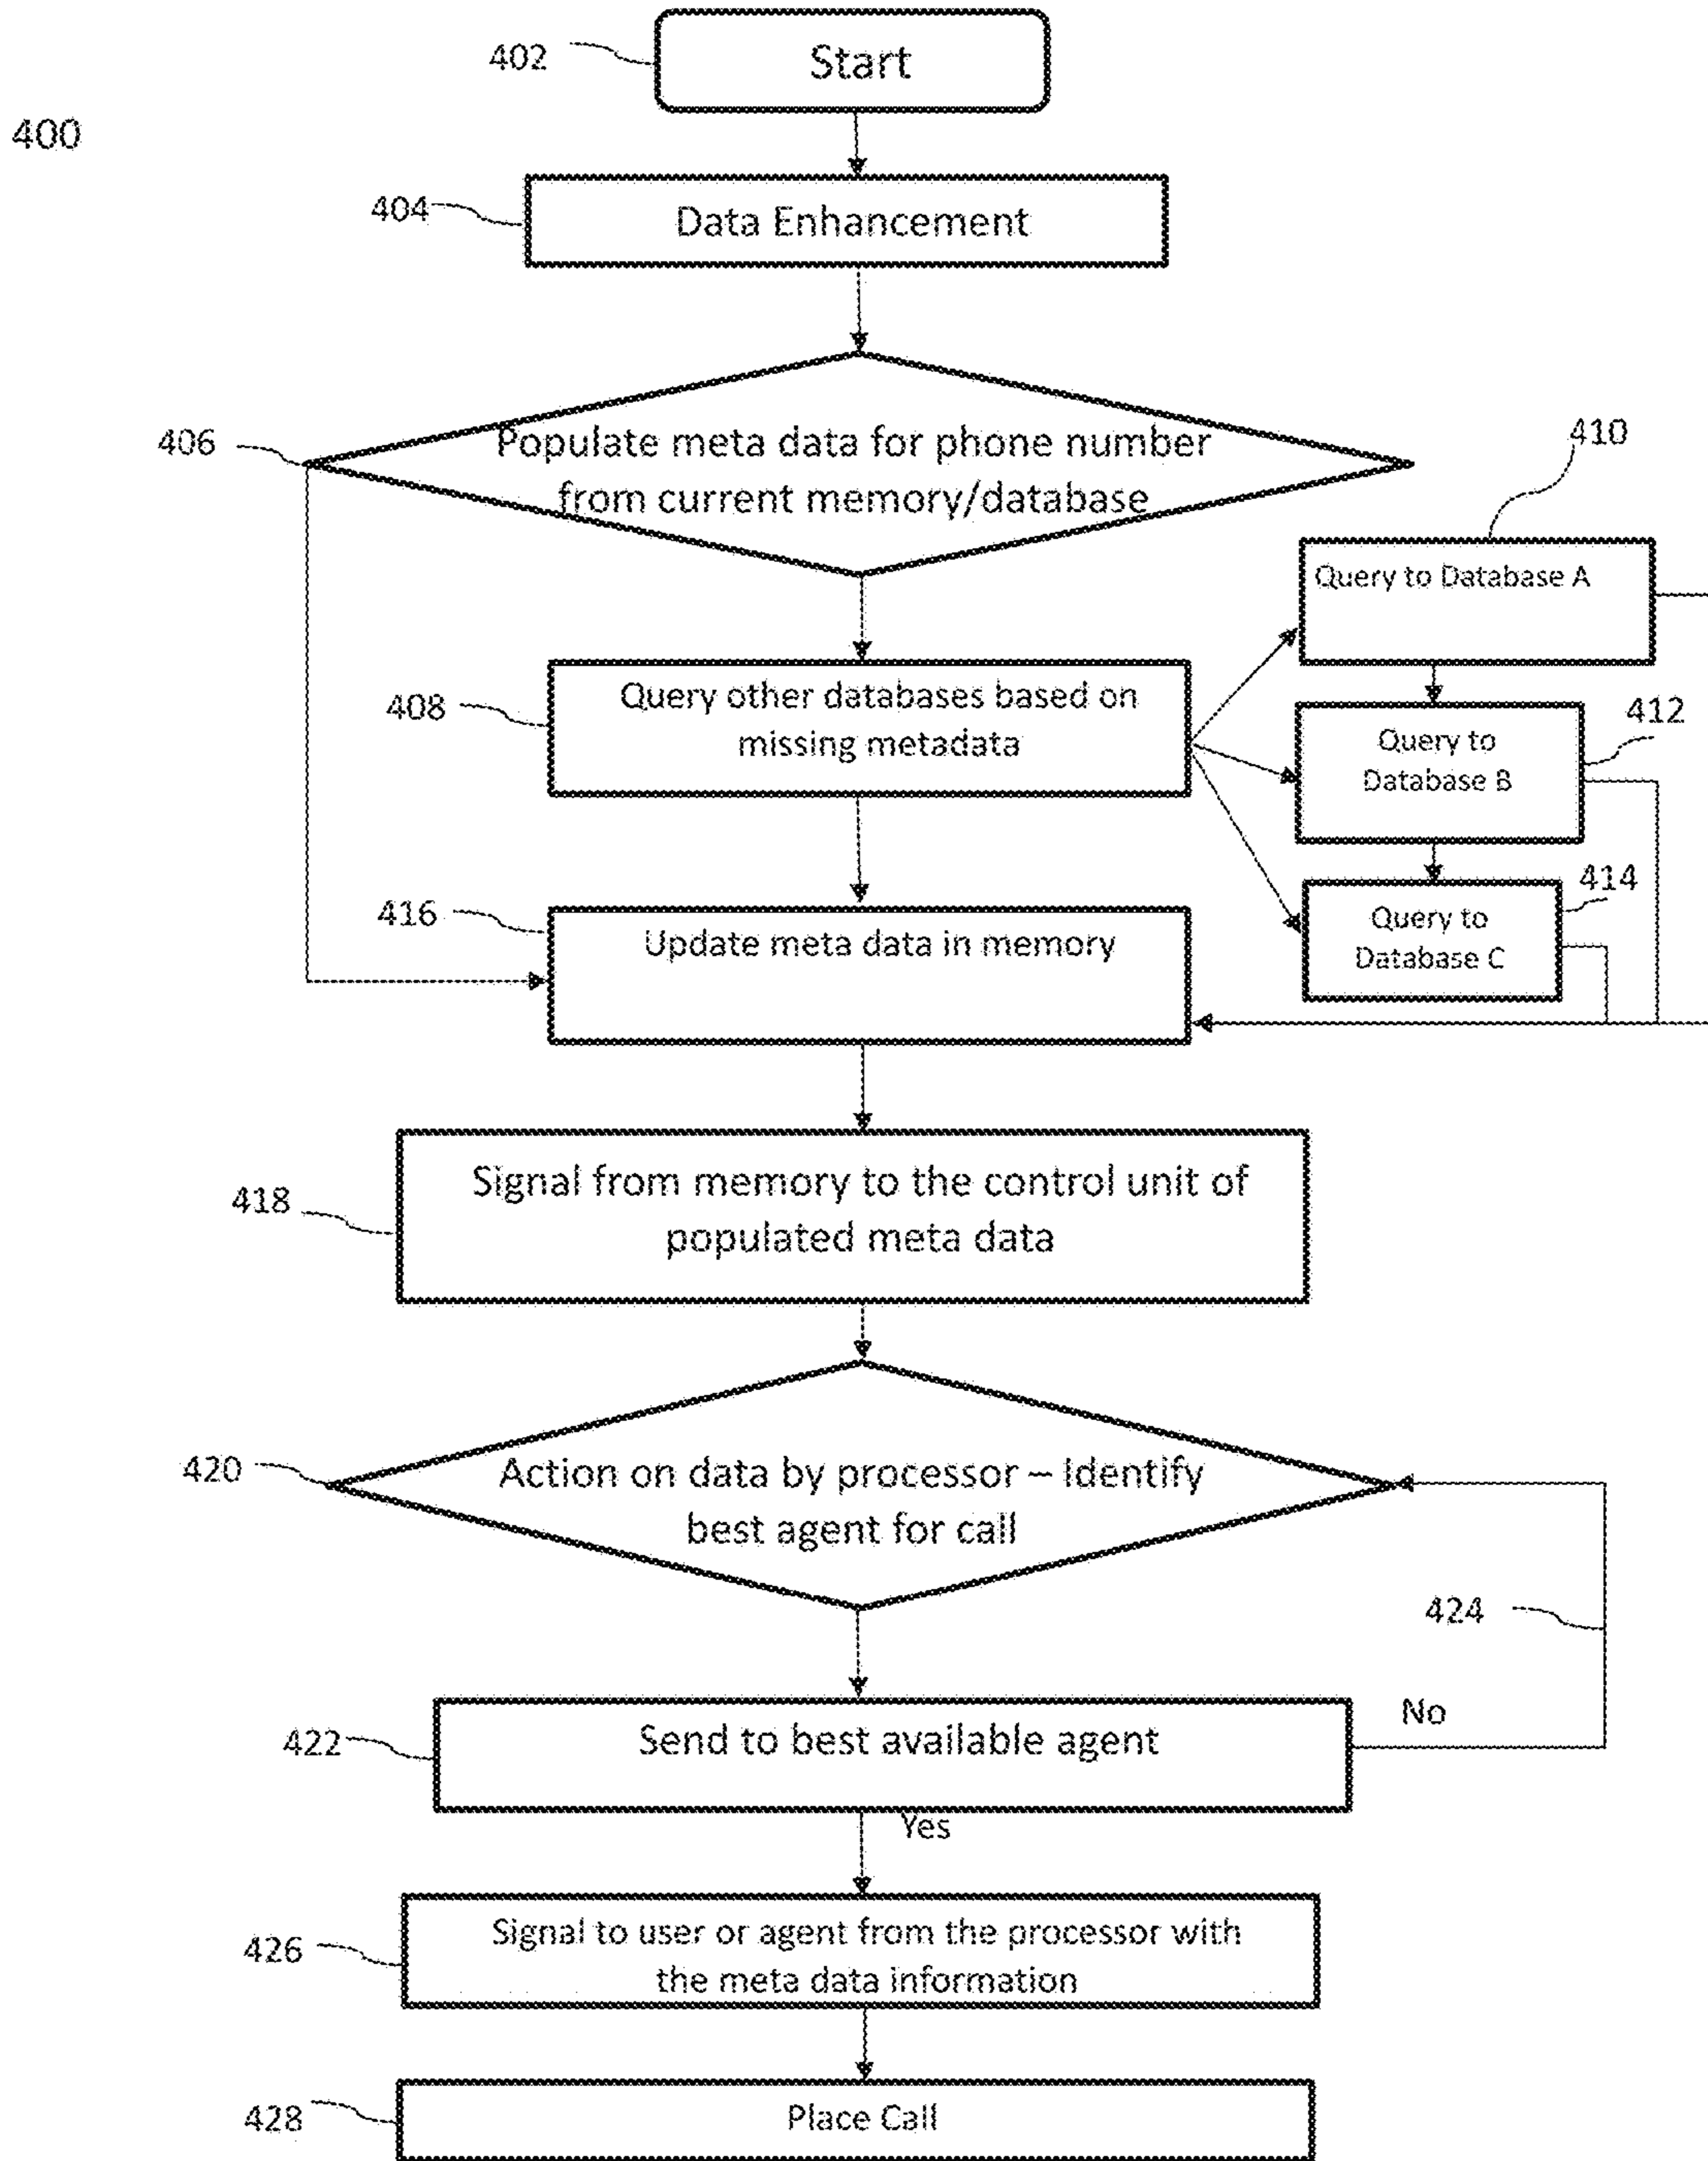 402
Start
400
404
Data Enhancement
406
Populate meta data for phone number
from current memory/database
410
Query to Database A
408
Query other databases based on
missing metadata
412
Query to
Database B
414
Query to
Database C
416
Update meta data in memory
418
Signal from memory to the control unit of
populated meta data
420
Action on data by processor – Identify
best agent for call
424
422
Send to best available agent
No
Yes
426
Signal to user or agent from the processor with
the meta data information
428
Place Call